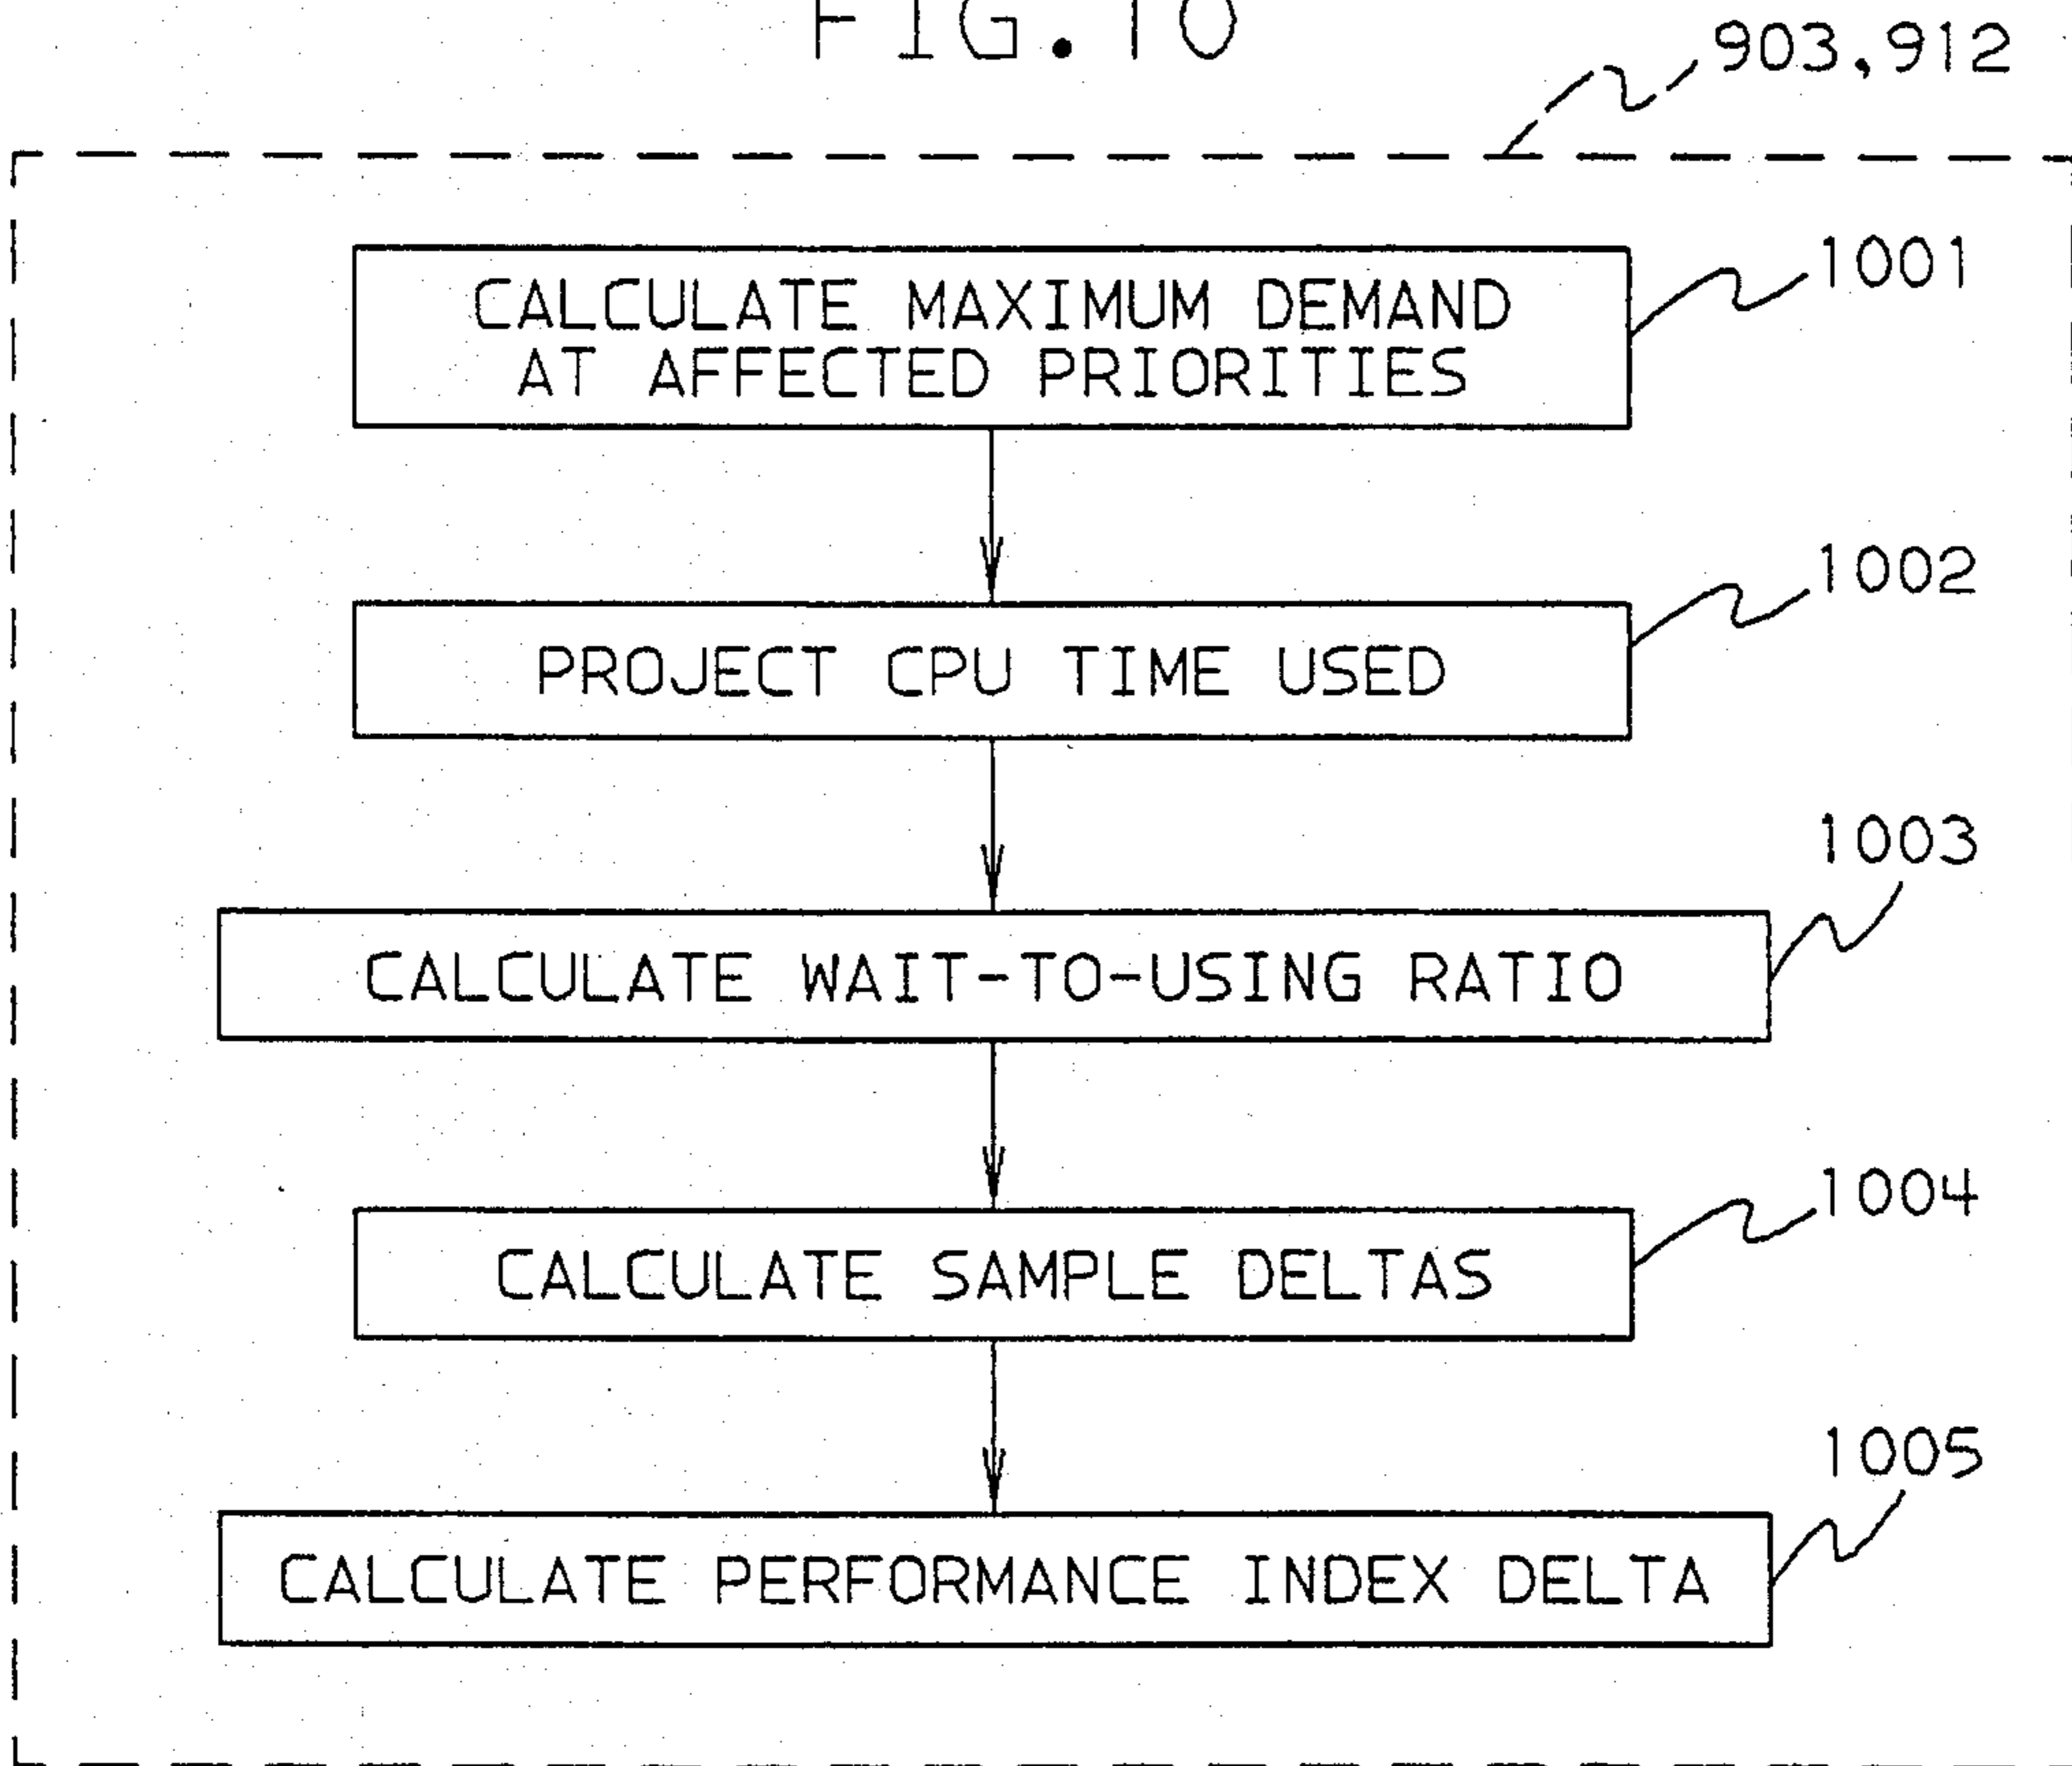 FIG.10
903,912
CALCULATE MAXIMUM DEMAND
AT AFFECTED PRIORITIES
1001
PROJECT CPU TIME USED
1002
CALCULATE WAIT-TO-USING RATIO
1003
CALCULATE SAMPLE DELTAS
1004
CALCULATE PERFORMANCE INDEX DELTA
1005